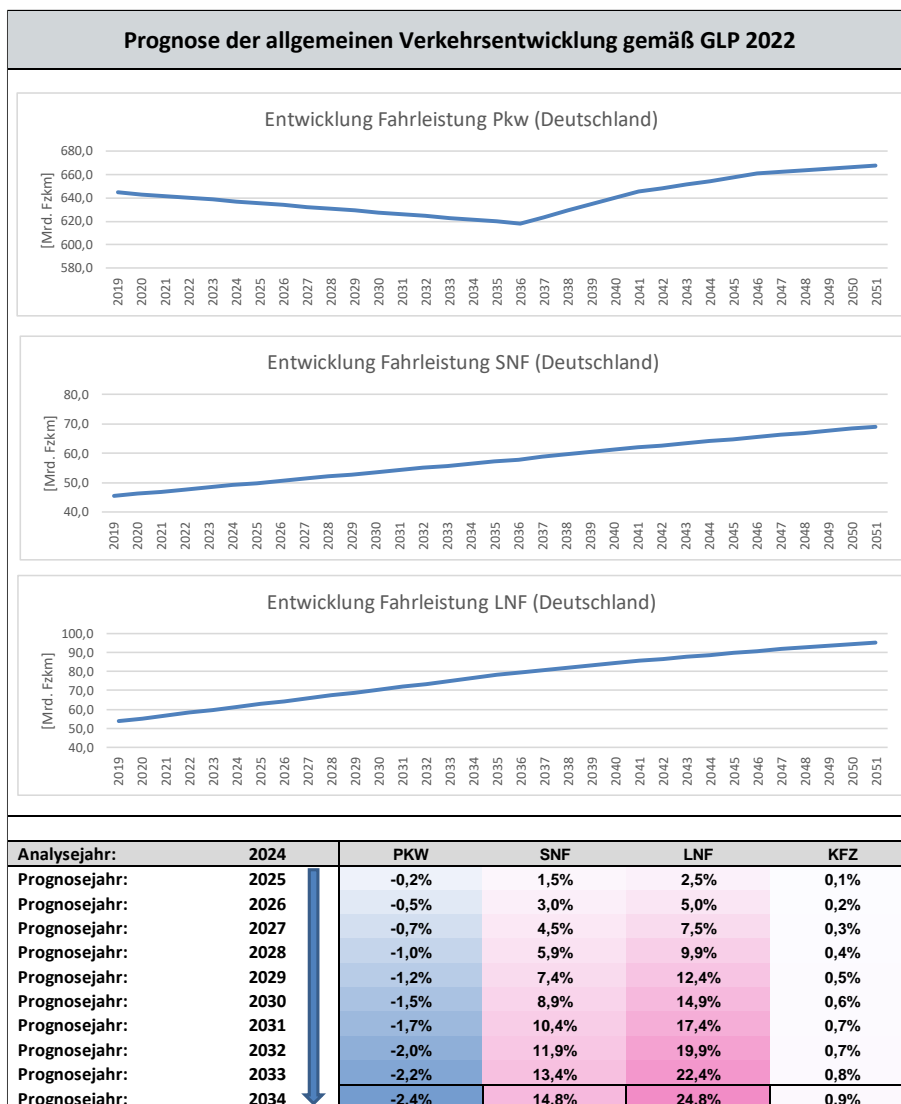 Prognose der allgemeinen Verkehrsentwicklung gemäß GLP 2022
Entwicklung Fahrleistung Pkw (Deutschland)
[Mrd. Fzkm]
680,0
660,0
640,0
620,0
600,0
580,0
2019 2020 2021 2022 2023 2024 2025 2026 2027 2028 2029 2030 2031 2032 2033 2034 2035 2036 2037 2038 2039 2040 2041 2042 2043 2044 2045 2046 2047 2048 2049 2050 2051
Entwicklung Fahrleistung SNF (Deutschland)
[Mrd. Fzkm]
80,0
70,0
60,0
50,0
40,0
2019 2020 2021 2022 2023 2024 2025 2026 2027 2028 2029 2030 2031 2032 2033 2034 2035 2036 2037 2038 2039 2040 2041 2042 2043 2044 2045 2046 2047 2048 2049 2050 2051
Entwicklung Fahrleistung LNF (Deutschland)
[Mrd. Fzkm]
100,0
90,0
80,0
70,0
60,0
50,0
40,0
2019 2020 2021 2022 2023 2024 2025 2026 2027 2028 2029 2030 2031 2032 2033 2034 2035 2036 2037 2038 2039 2040 2041 2042 2043 2044 2045 2046 2047 2048 2049 2050 2051
Analysejahr: 2024 PKW SNF LNF KFZ
Prognosejahr: 2025 -0,2% 1,5% 2,5% 0,1%
Prognosejahr: 2026 -0,5% 3,0% 5,0% 0,2%
Prognosejahr: 2027 -0,7% 4,5% 7,5% 0,3%
Prognosejahr: 2028 -1,0% 5,9% 9,9% 0,4%
Prognosejahr: 2029 -1,2% 7,4% 12,4% 0,5%
Prognosejahr: 2030 -1,5% 8,9% 14,9% 0,6%
Prognosejahr: 2031 -1,7% 10,4% 17,4% 0,7%
Prognosejahr: 2032 -2,0% 11,9% 19,9% 0,7%
Prognosejahr: 2033 -2,2% 13,4% 22,4% 0,8%
Prognosejahr: 2034 -2,4% 14,8% 24,8% 0,9%